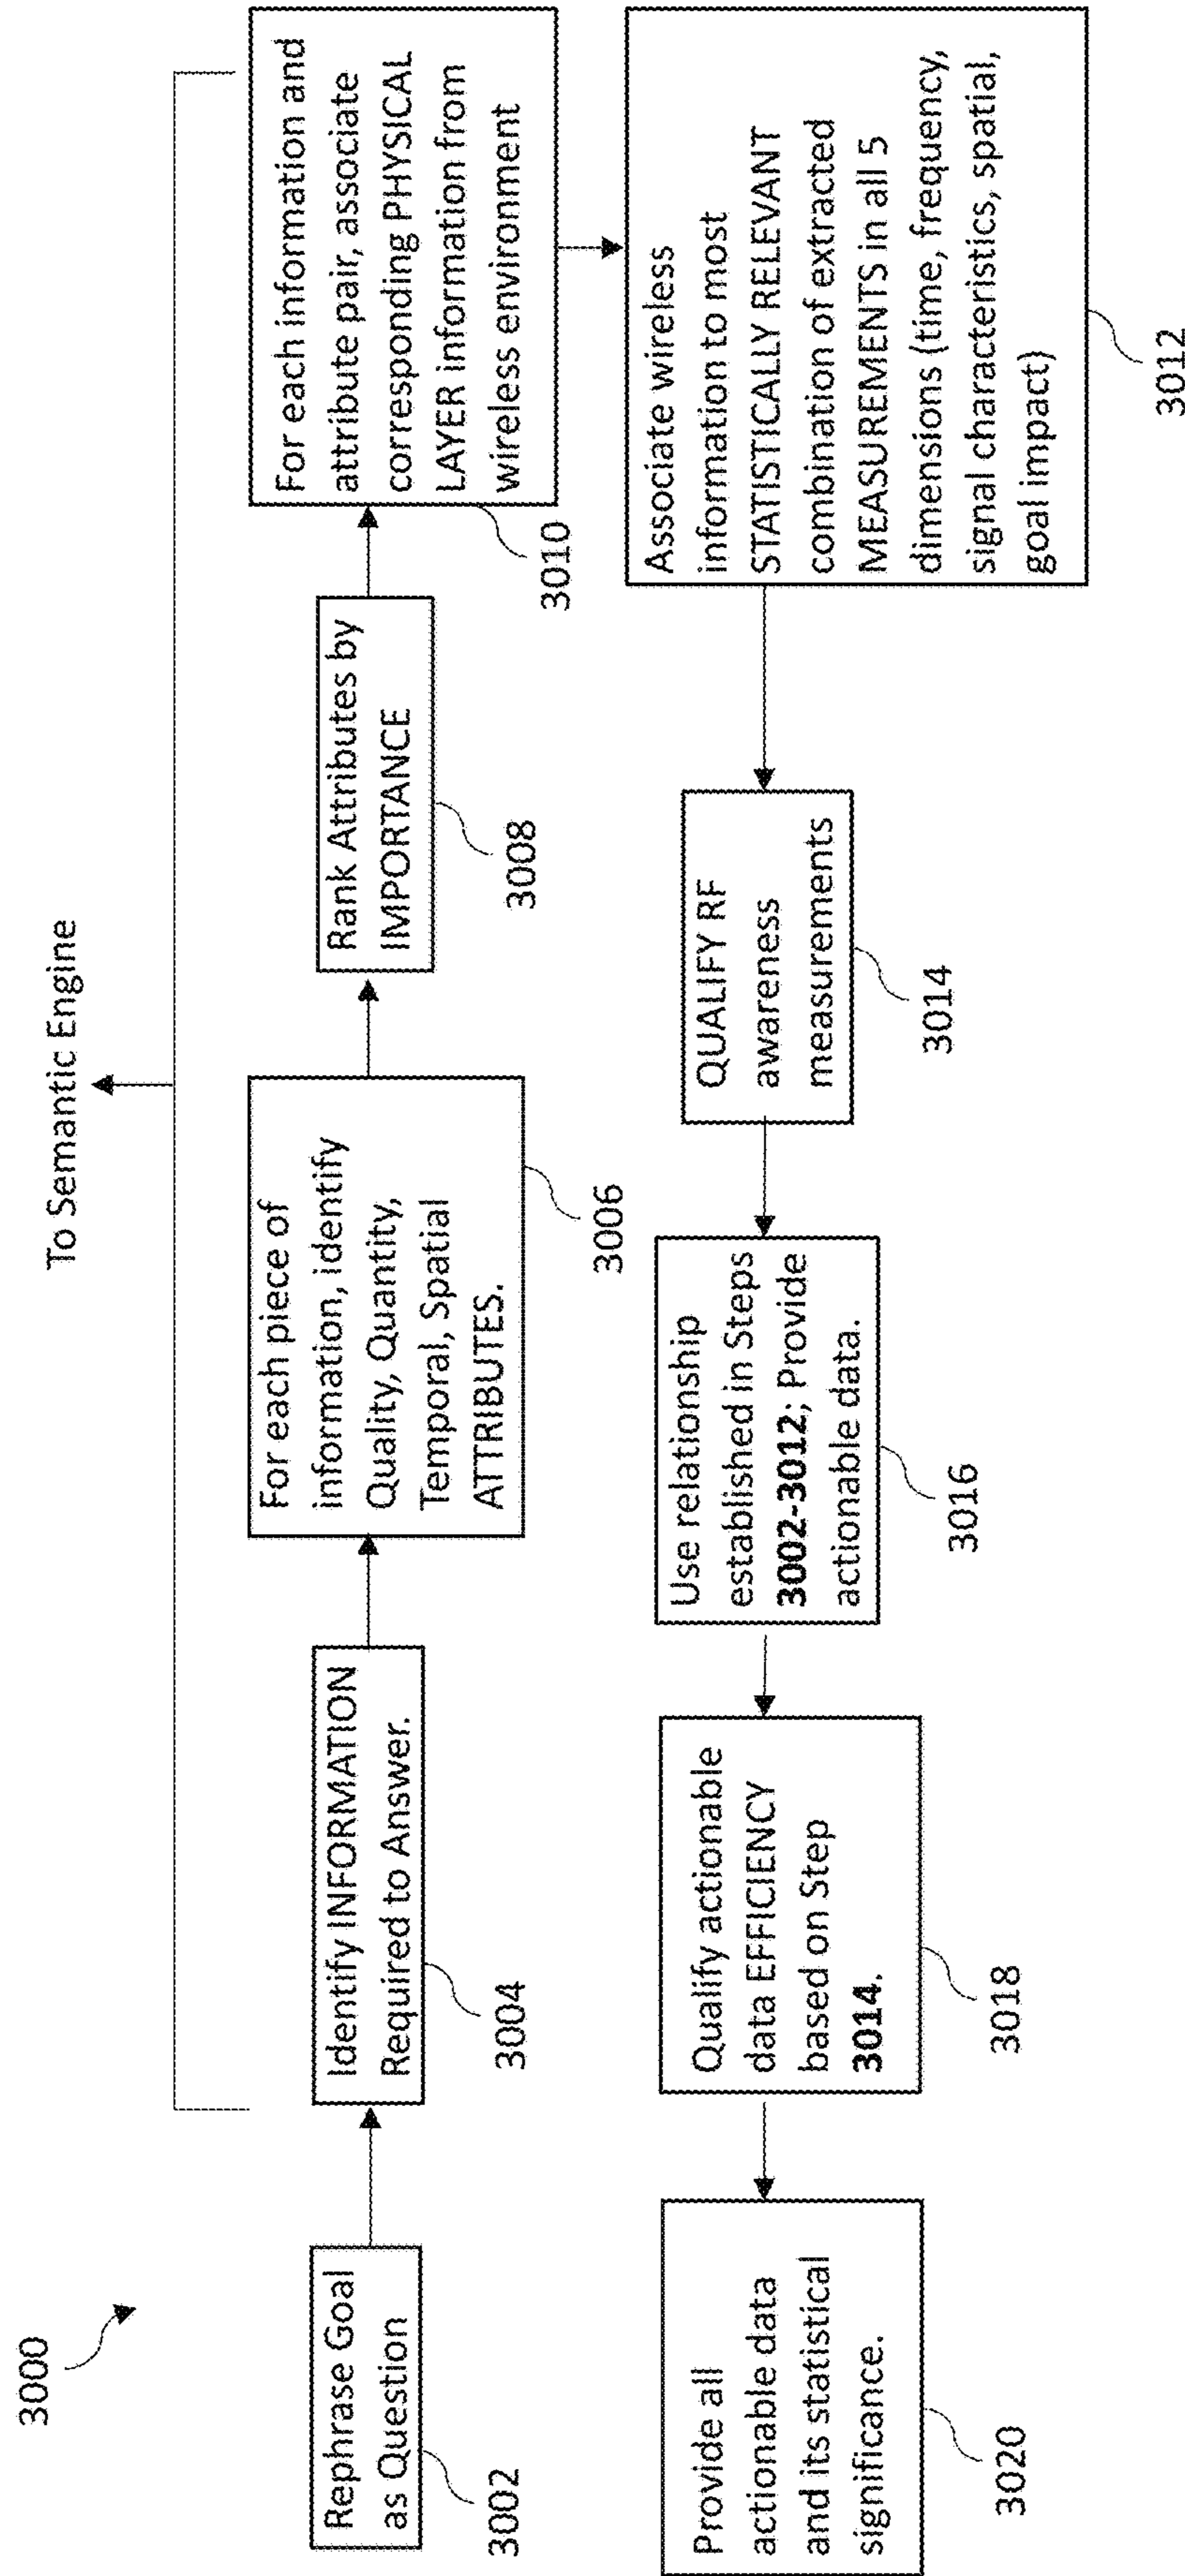 To Semantic Engine
3000
Rephrase Goal
as Question
3002
Identify INFORMATION
Required to Answer.
3004
For each piece of
information, identify
Quality, Quantity,
Temporal, Spatial
ATTRIBUTES.
3006
Rank Attributes by
IMPORTANCE
3008
For each information and
attribute pair, associate
corresponding PHYSICAL
LAYER information from
wireless environment
3010
Associate wireless
information to most
STATISTICALLY RELEVANT
combination of extracted
MEASUREMENTS in all 5
dimensions (time, frequency,
signal characteristics, spatial,
goal impact)
3012
QUALIFY RF
awareness
measurements
3014
Use relationship
established in Steps
3002-3012; Provide
actionable data.
3016
Qualify actionable
data EFFICIENCY
based on Step
3014.
3018
Provide all
actionable data
and its statistical
significance.
3020